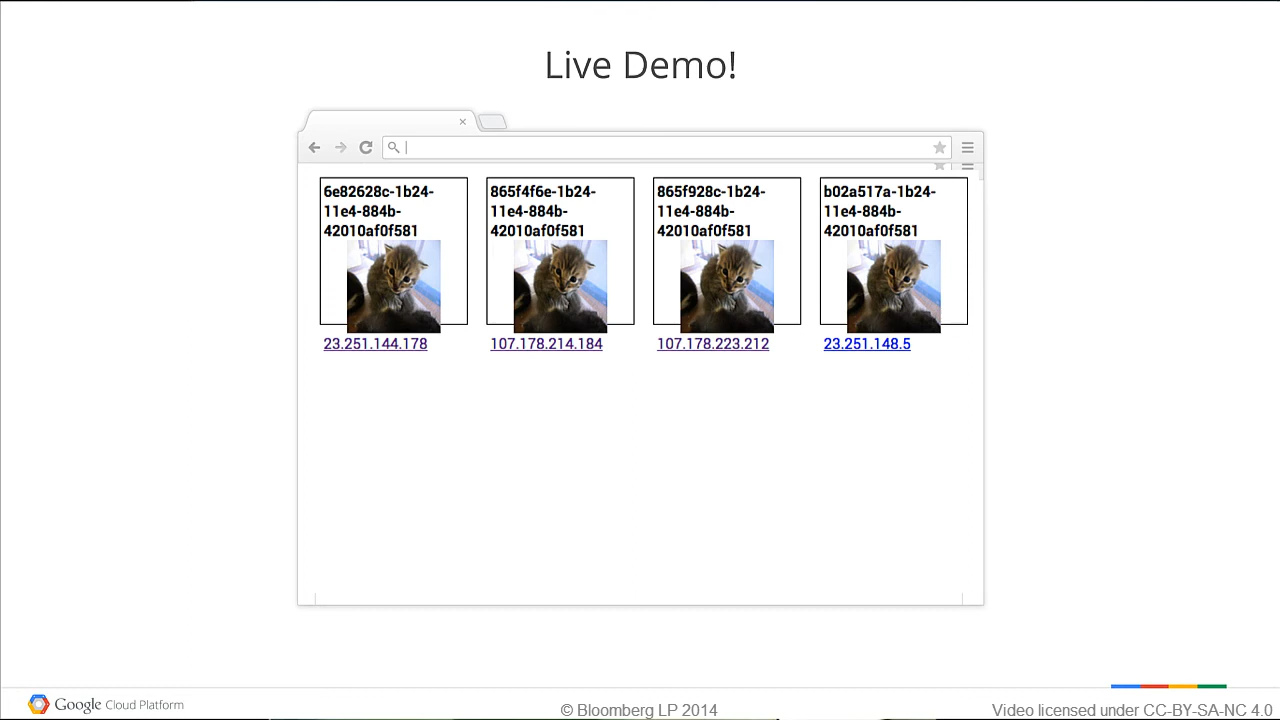 Live Demo!
6e82628c-1b24-
11e4-884b-
42010af0f581
865f4f6e-1b24-
11e4-884b-
42010af0f581
865f928c-1b24-
11e4-884b-
42010af0f581
b02a517a-1b24-
11e4-884b-
42010af0f581
23.251.144.178
107.178.214.184
107.178.223.212
23.251.148.5
Google Cloud Platform
© Bloomberg LP 2014
Video licensed under CC-BY-SA-NC 4.0